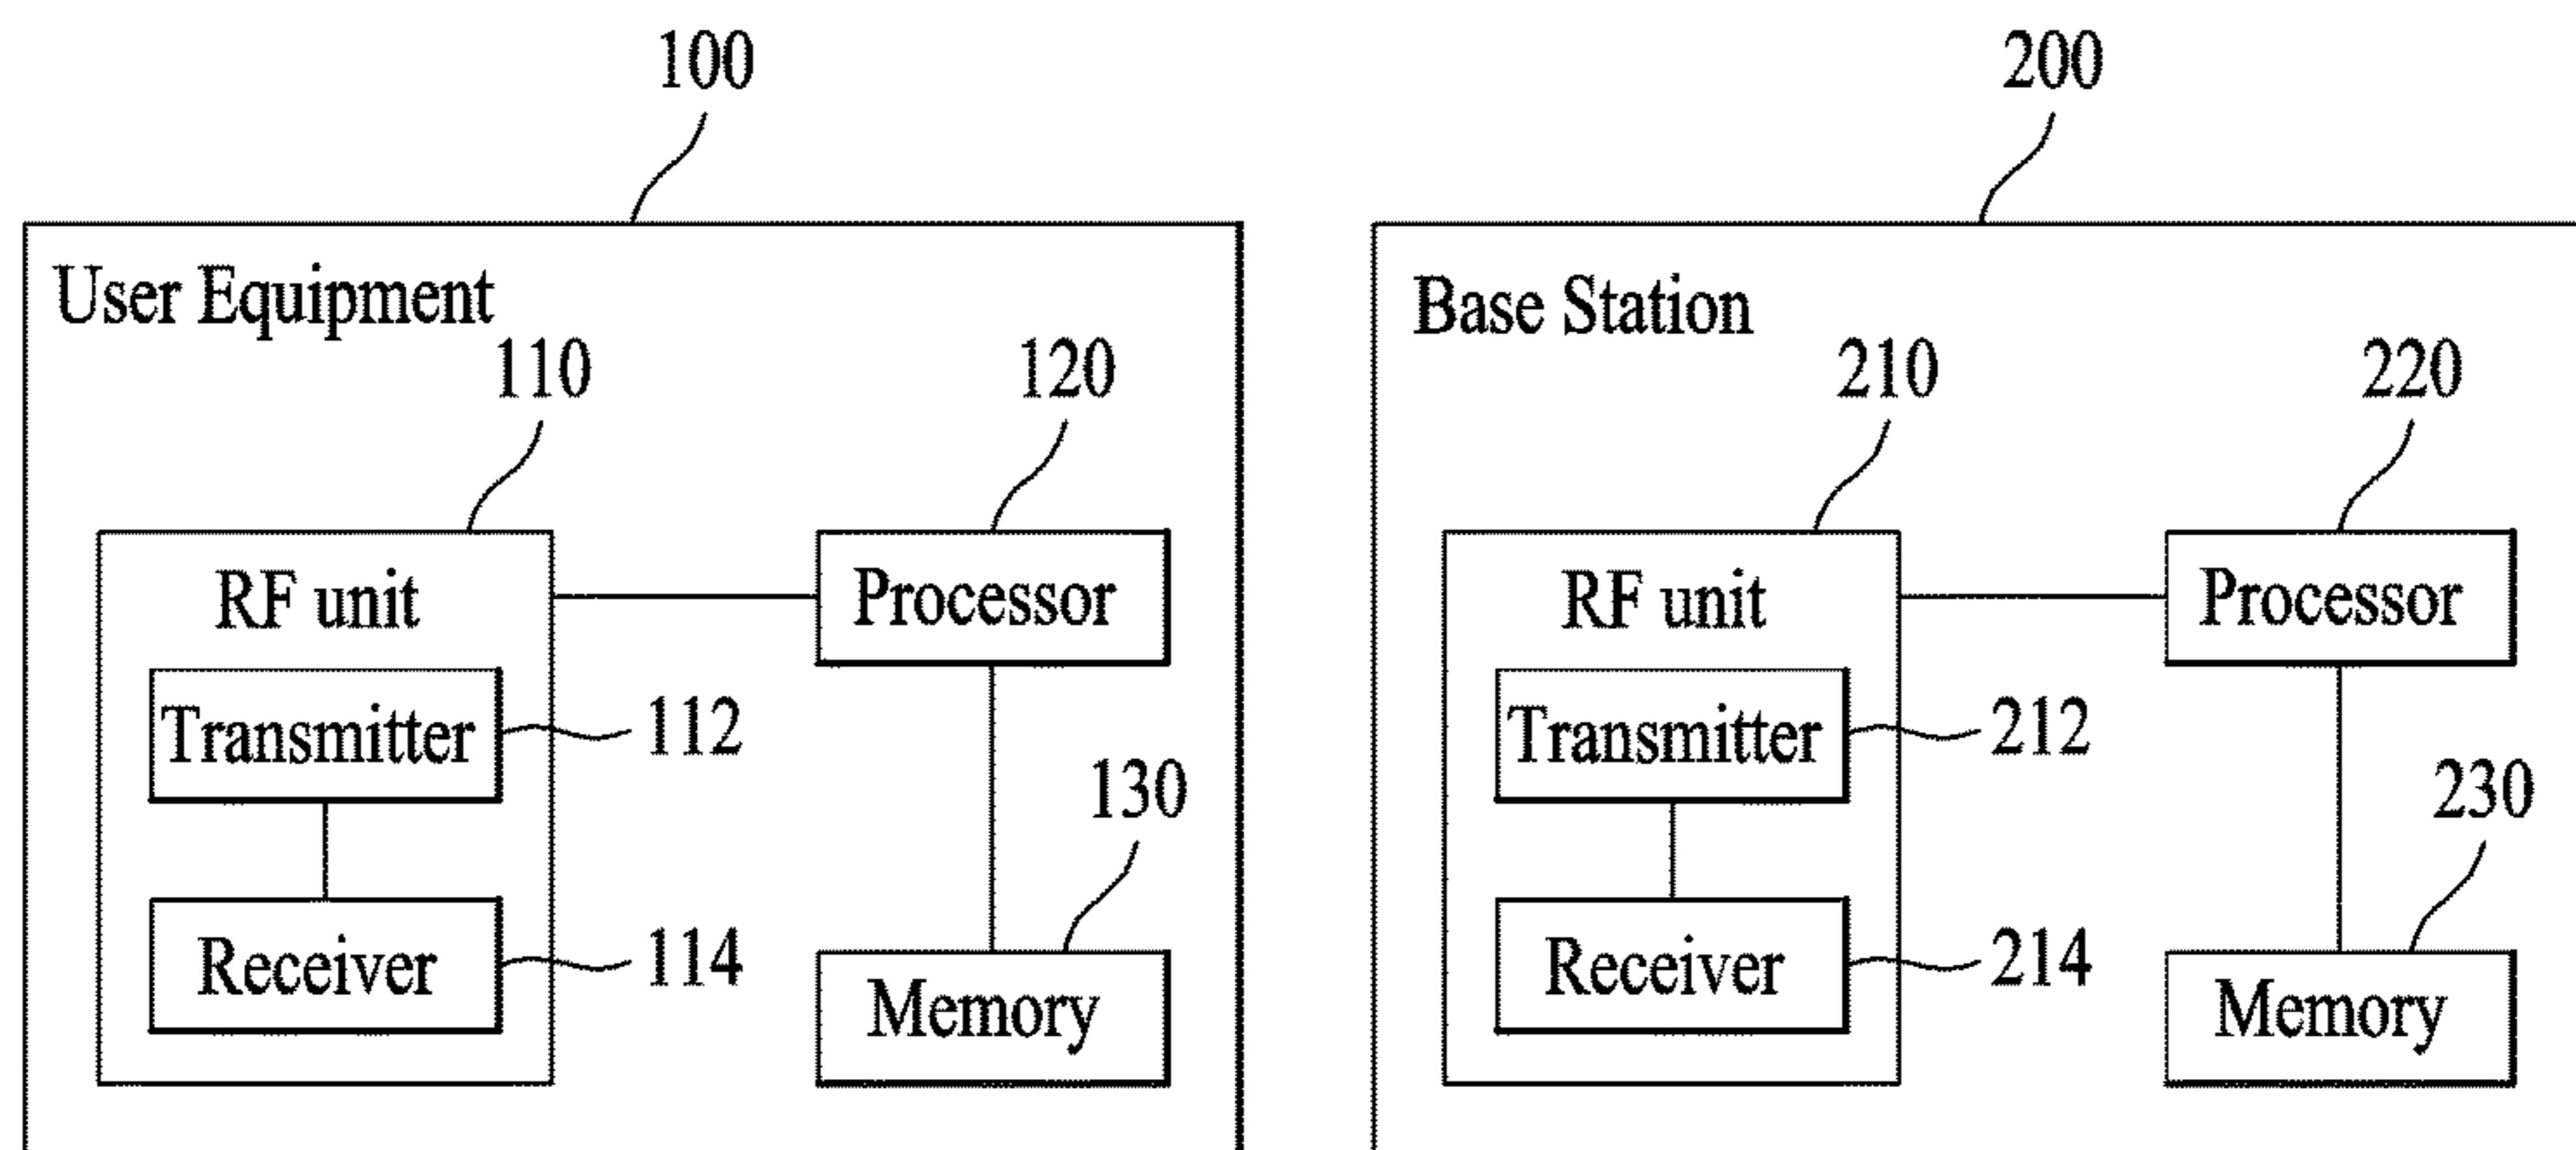 100
200
User Equipment
Base Station
110
120
210
220
RF unit
Processor
RF unit
Processor
Transmitter
112
Transmitter
212
130
230
Receiver
114
Receiver
214
Memory
Memory